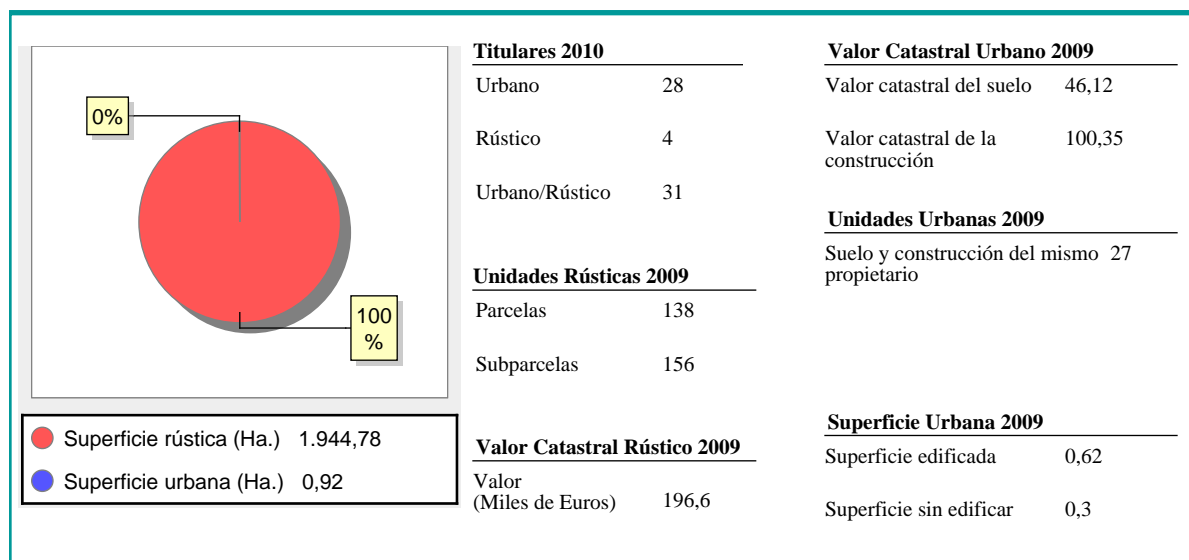 0%
100
%
Superficie rústica (Ha.) 1.944,78
Superficie urbana (Ha.) 0,92
Titulares 2010
Urbano 28
Rústico 4
Urbano/Rústico 31
Unidades Rústicas 2009
Parcelas 138
Subparcelas 156
Valor Catastral Rústico 2009
Valor
(Miles de Euros) 196,6
Valor Catastral Urbano 2009
Valor catastral del suelo 46,12
Valor catastral de la 100,35
construcción
Unidades Urbanas 2009
Suelo y construcción del mismo 27
propietario
Superficie Urbana 2009
Superficie edificada 0,62
Superficie sin edificar 0,3